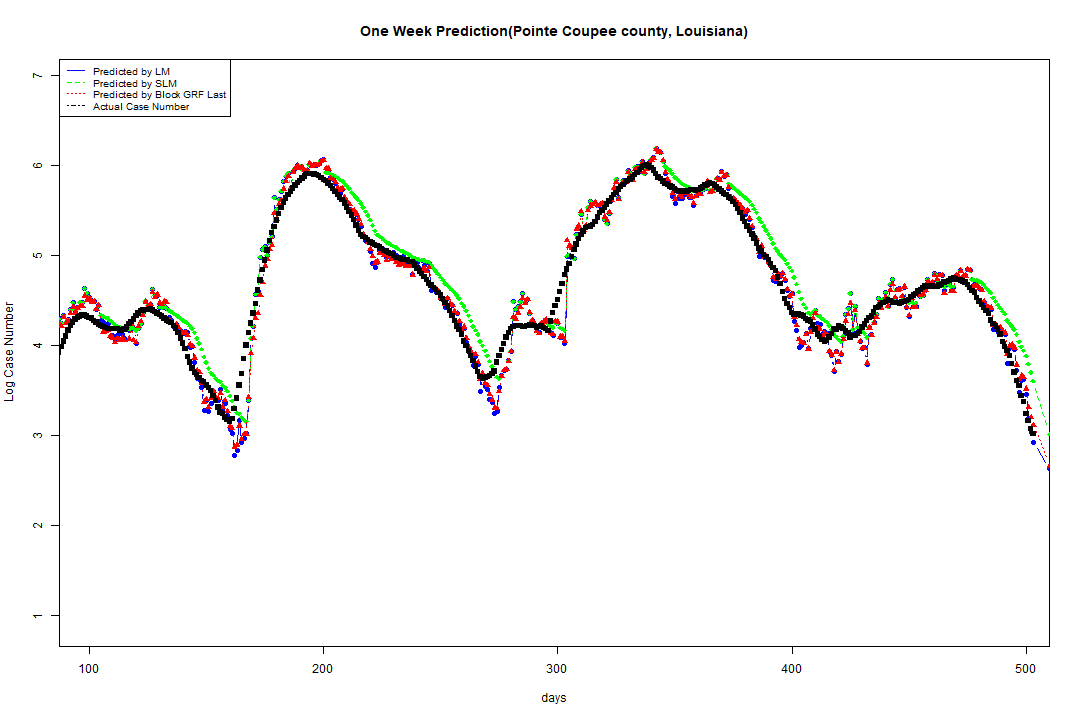 One Week Prediction(Pointe Coupee county, Louisiana)
Predicted by LM
Predicted by SLM
Predicted by Block GRF Last
Actual Case Number
7
6
5
4
3
2
1
Log Case Number
100 200 300 400 500
days